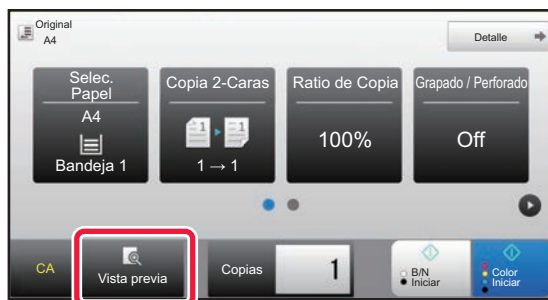 Original
A4
Detalle
Selec.
Papel
A4
Bandeja 1
Copia 2-Caras
1
1
1 → 1
Ratio de Copia
100%
Grapado / Perforado
Off
CA
Vista previa
Copias
1
B/N
Iniciar
Color
Iniciar